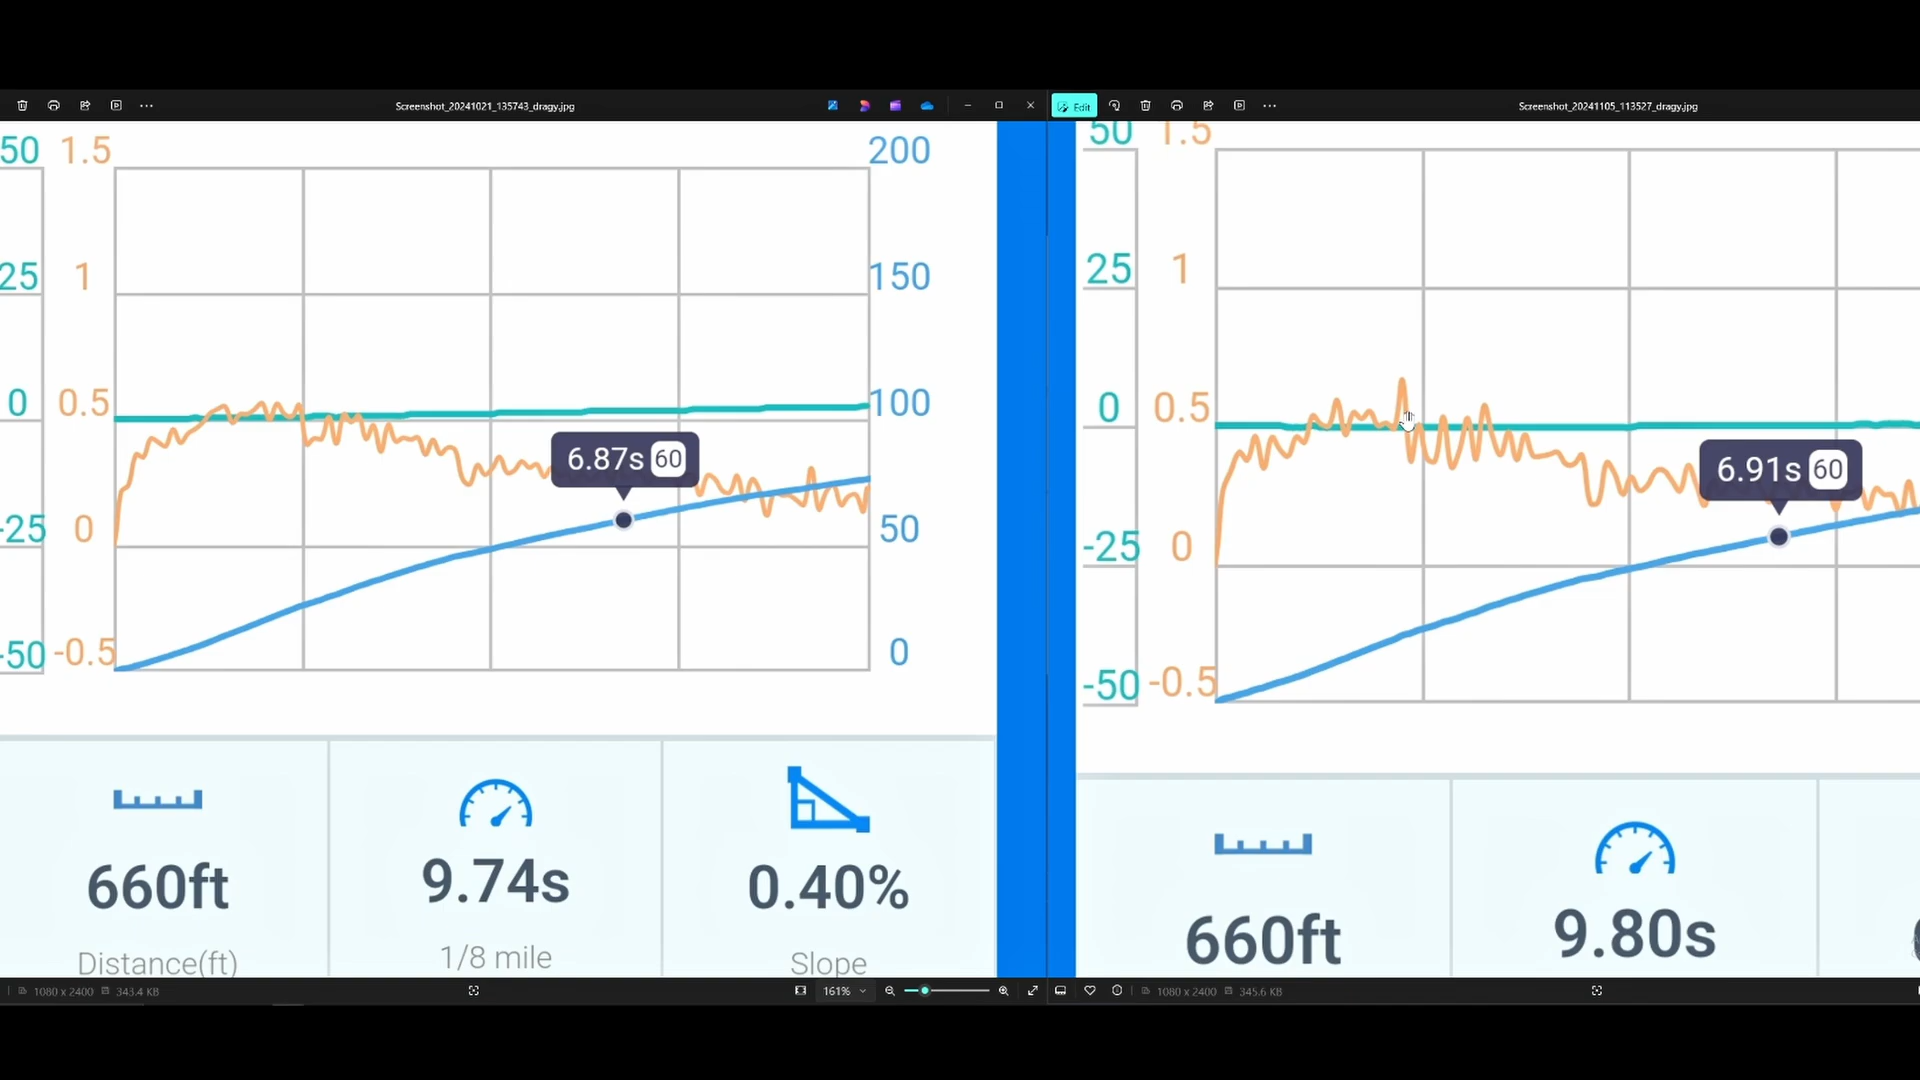 Screenshot_20241021_135743_dragy.jpg
Edit
Screenshot_20241105_113527_dragy.jpg
50 1.5 200
25 1 150
0 0.5 100
-25 0 50
-50 -0.5 0
6.87s 60
660ft
Distance(ft)
9.74s
1/8 mile
0.40%
Slope
50 1.5
25 1
0 0.5
-25 0
-50 -0.5
6.91s 60
660ft
9.80s
1080 x 2400 343.4 KB
161%
1080 x 2400 345.6 KB